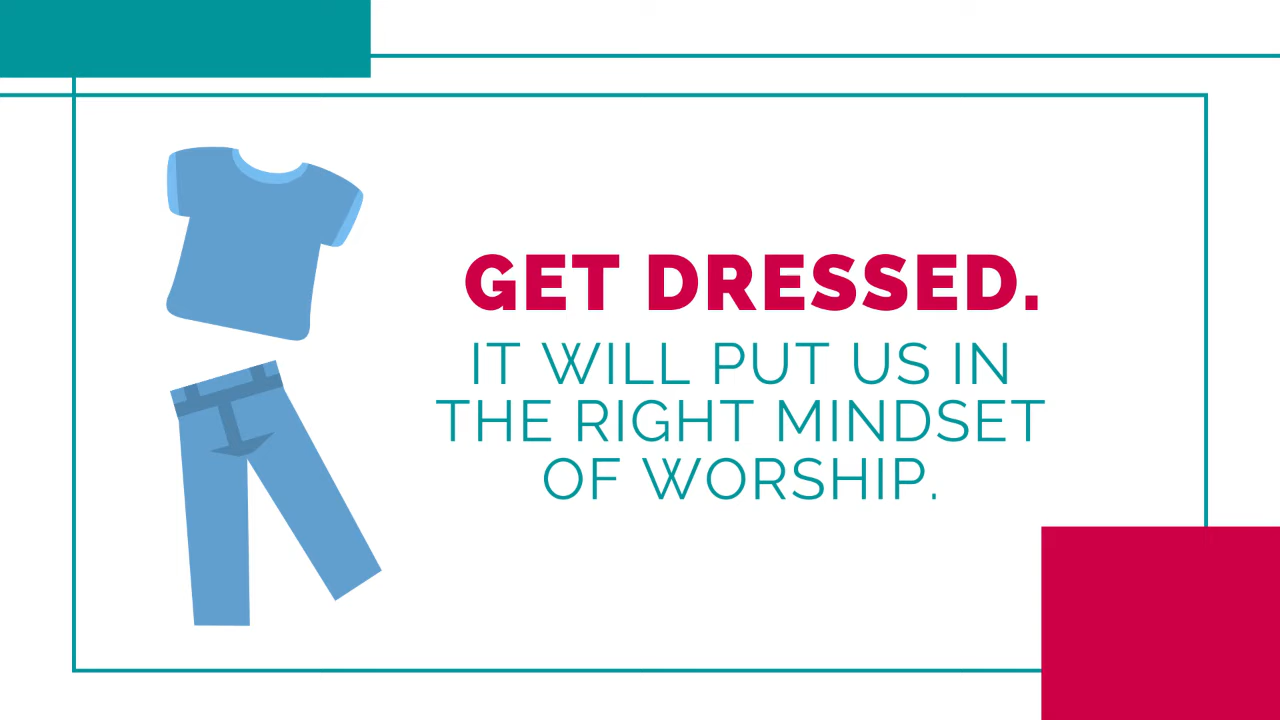 GET DRESSED.
IT WILL PUT US IN
THE RIGHT MINDSET
OF WORSHIP.